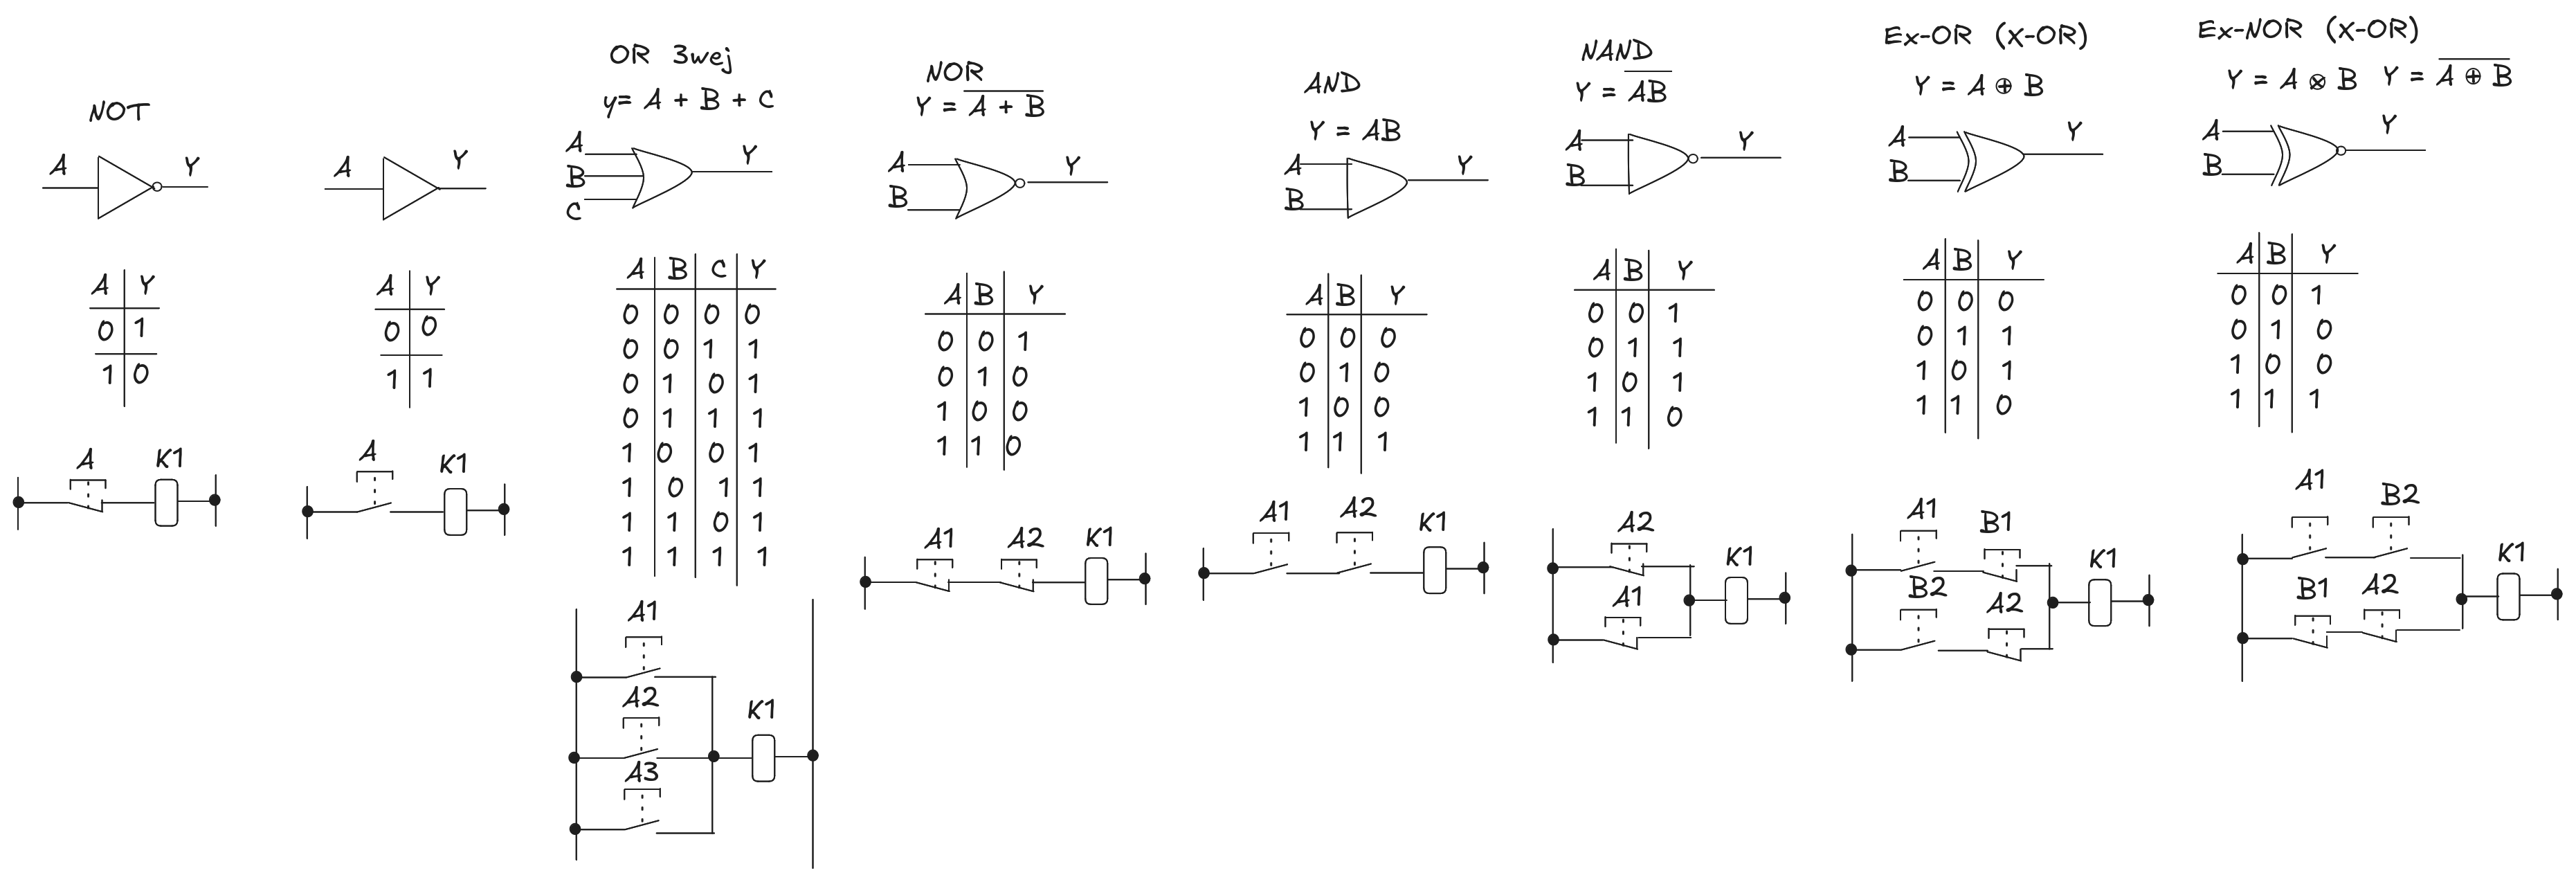 NOT
A Y
A Y
0 1
1 0
A K1
A Y
A Y
0 0
1 1
A K1
OR 3wej
y= A + B + C
A
B
C
Y
A B C Y
0 0 0 0
0 0 1 1
0 1 0 1
0 1 1 1
1 0 0 1
1 0 1 1
1 1 0 1
1 1 1 1
A1
A2
K1
A3
NOR
Y = \overline{A + B}
A
B
Y
A B Y
0 0 1
0 1 0
1 0 0
1 1 0
A1 A2 K1
AND
Y = AB
A
B
Y
A B Y
0 0 0
0 1 0
1 0 0
1 1 1
A1 A2 K1
NAND
Y = \overline{AB}
A
B
Y
A B Y
0 0 1
0 1 1
1 0 1
1 1 0
A2
K1
A1
Ex-OR (x-OR)
Y = A ⊕ B
A
B
Y
A B Y
0 0 0
0 1 1
1 0 1
1 1 0
A1 B1
K1
B2 A2
Ex-NOR (x-OR)
Y = A ⊗ B Y = \overline{A ⊕ B}
A
B
Y
A B Y
0 0 1
0 1 0
1 0 0
1 1 1
A1 B2
K1
B1 A2